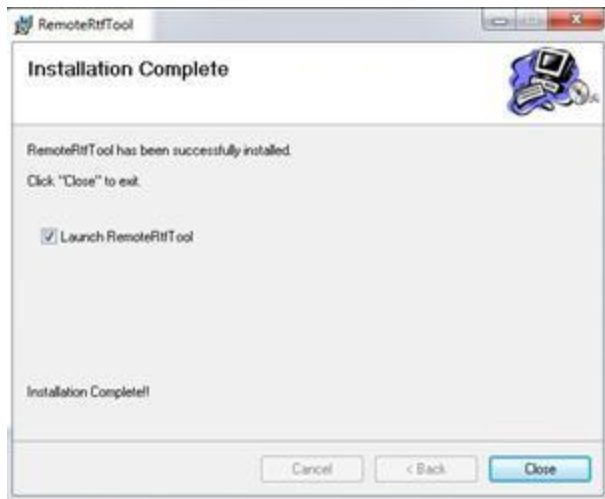 RemoteRtfTool
Installation Complete
RemoteRtfTool has been successfully installed.
Click "Close" to exit.
Launch RemoteRtfTool
Installation Complete!!
Cancel
< Back
Close